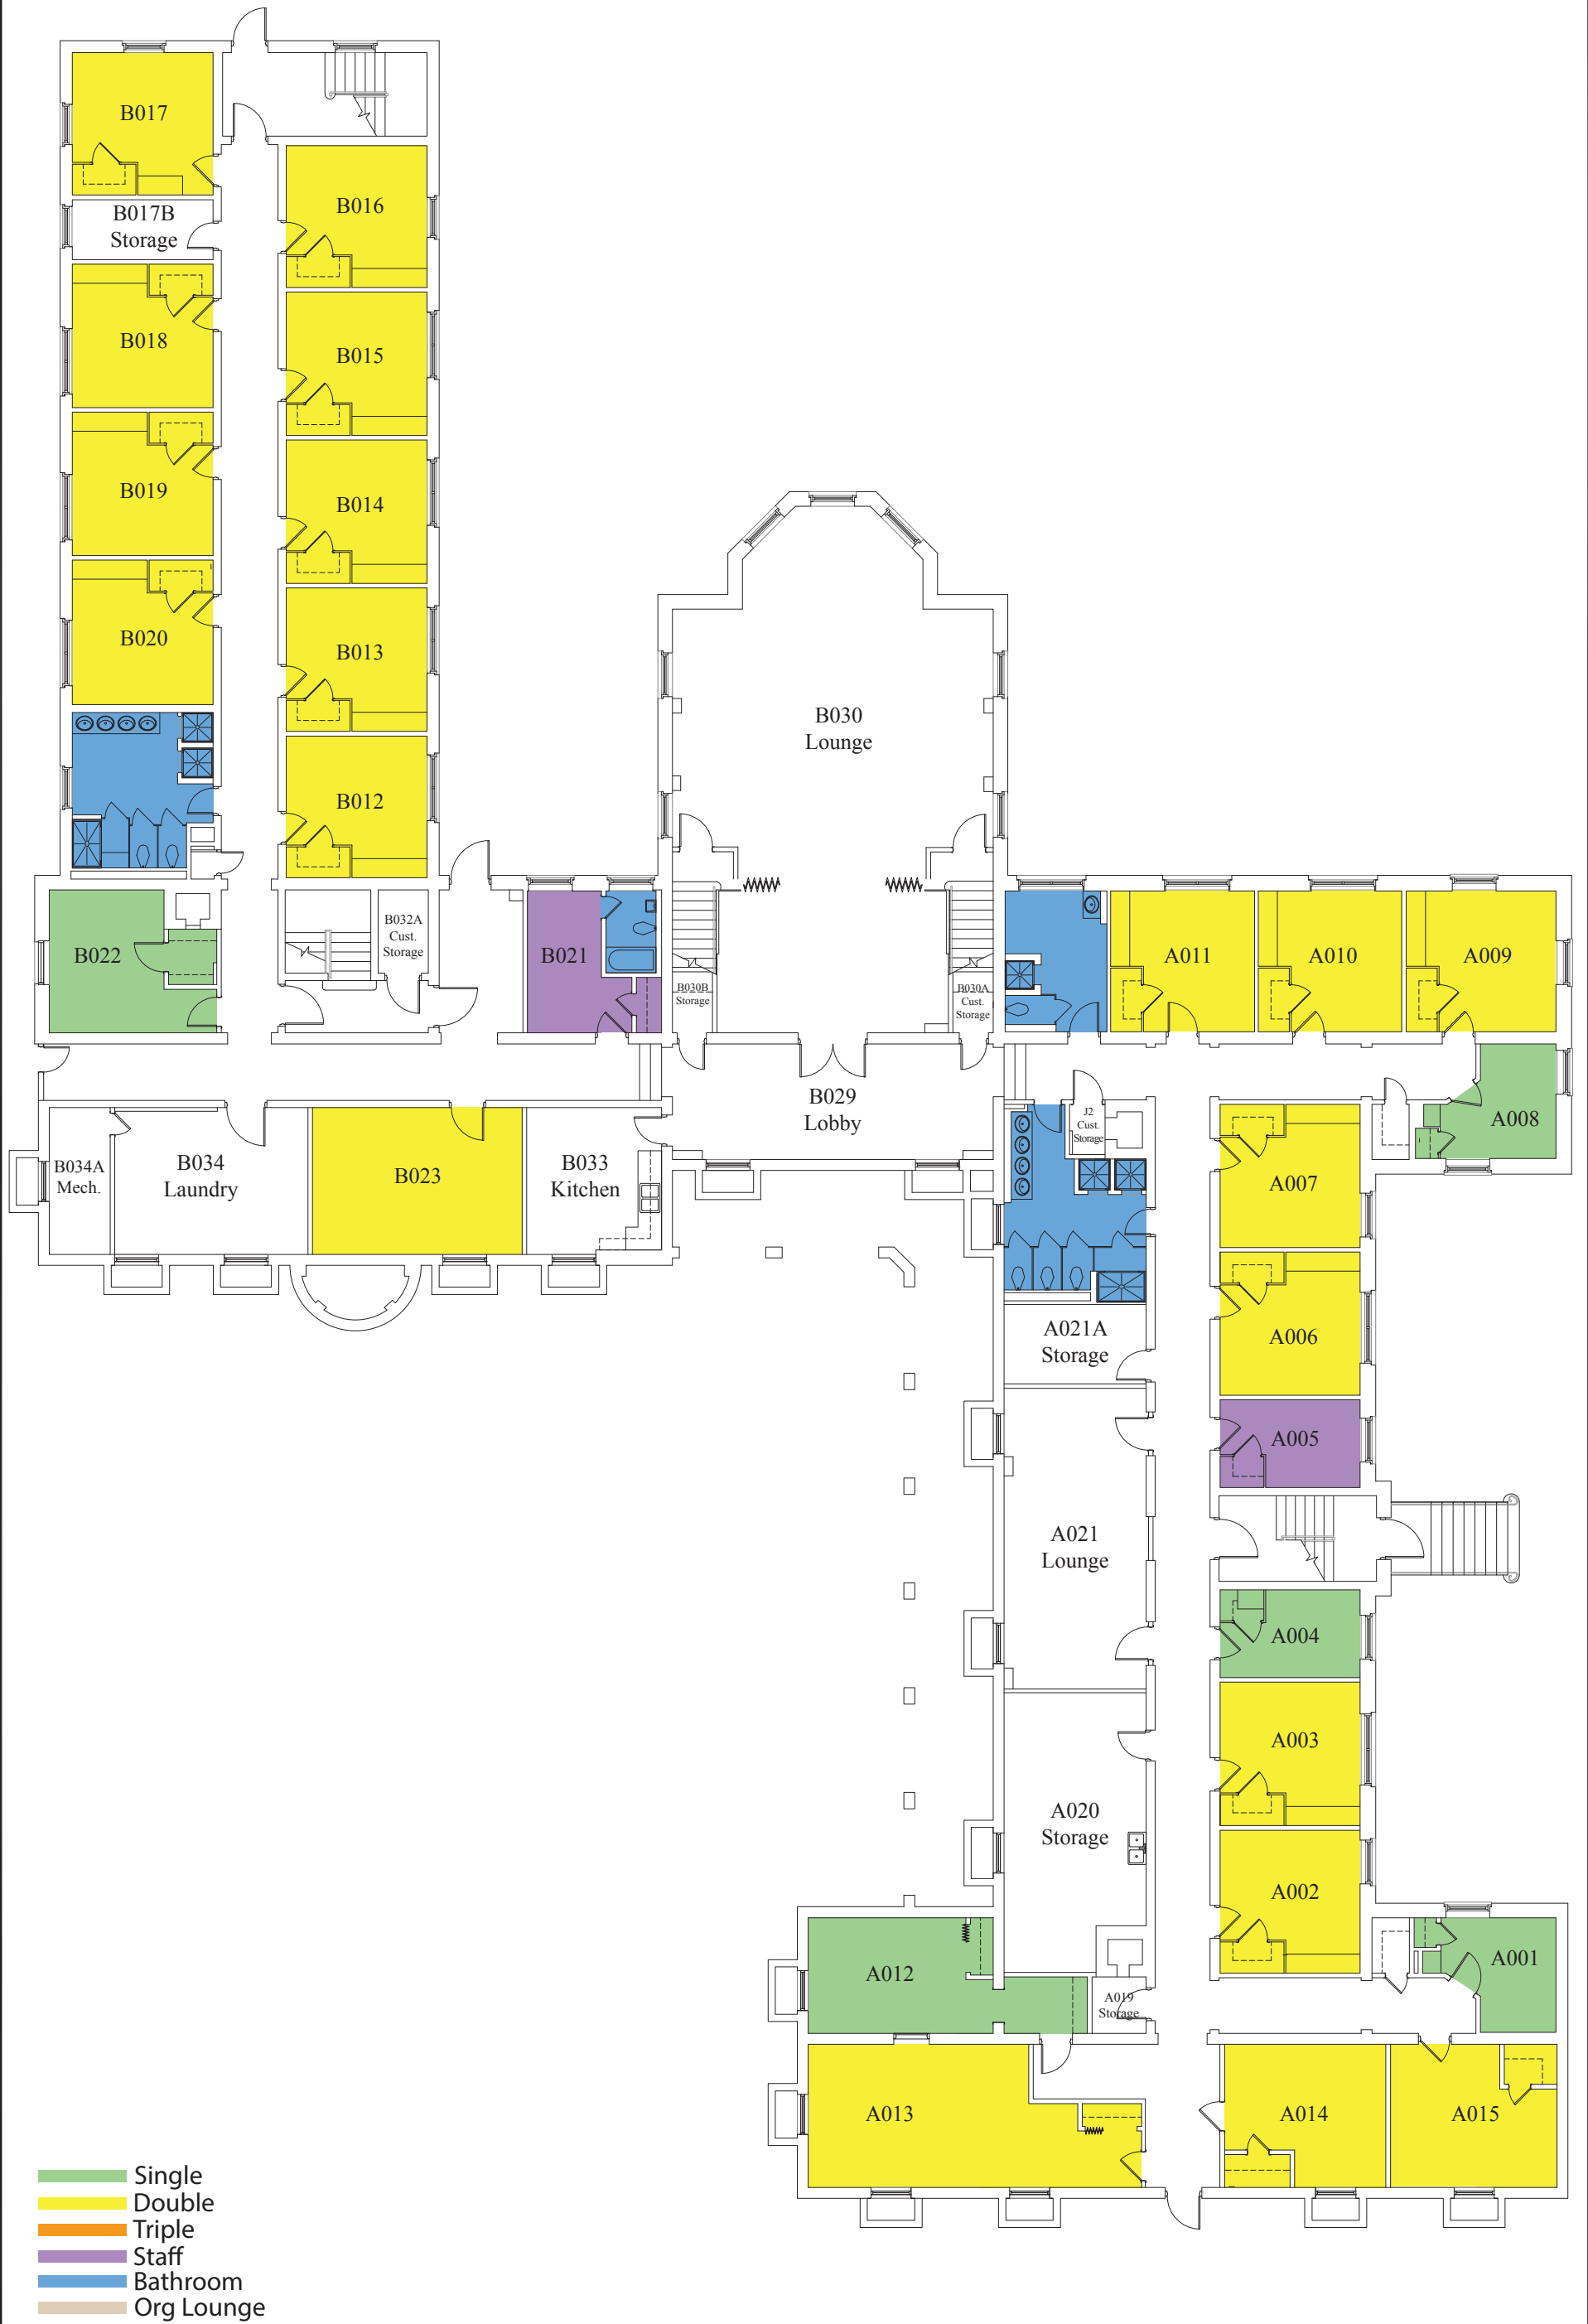 B017
B017B
Storage
B016
B018
B015
B019
B014
B020
B013
B012
B030
Lounge
B022
B032A
Cust.
Storage
B021
B030B
Storage
B030A
Cust.
Storage
A011
A010
A009
B029
Lobby
J2
Cust.
Storage
A008
B034A
Mech.
B034
Laundry
B023
B033
Kitchen
A007
A021A
Storage
A006
A005
A021
Lounge
A004
A003
A020
Storage
A002
A012
A019
Storage
A001
A013
A014
A015
Single
Double
Triple
Staff
Bathroom
Org Lounge